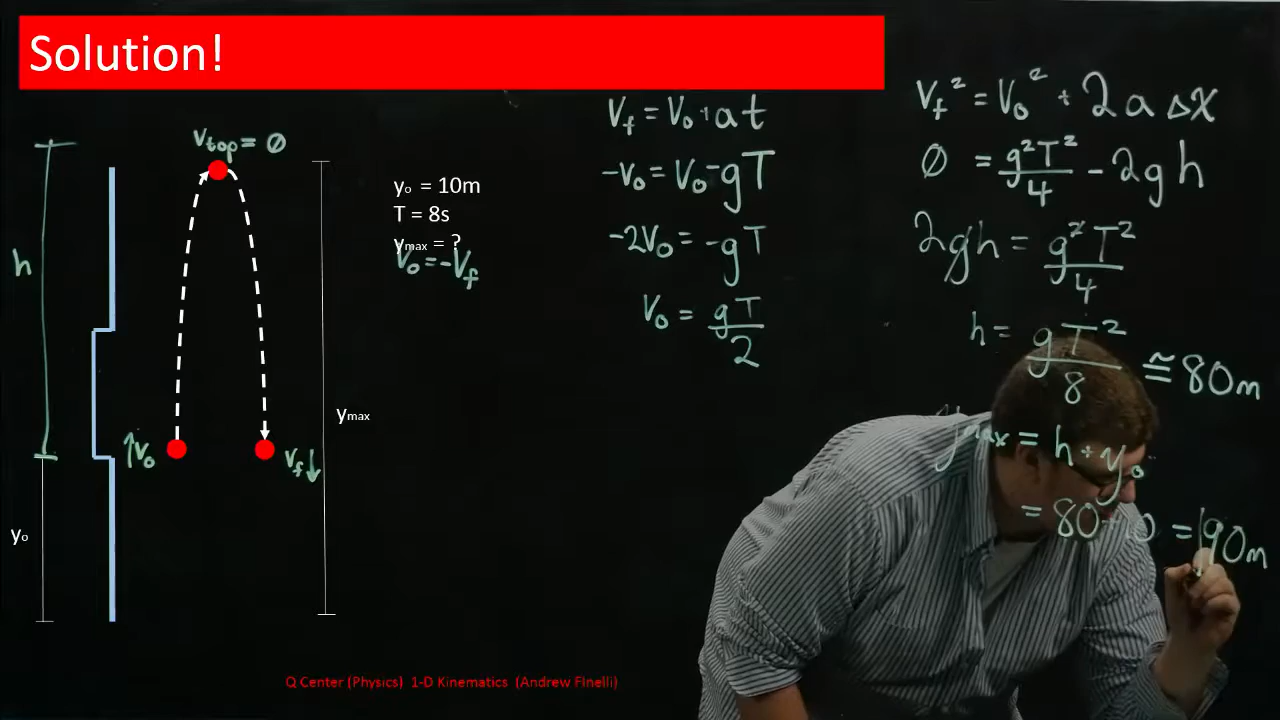 Solution!
v_top = 0
h
↑v₀
v_f↓
y₀
y₀ = 10m
T = 8s
y_max = ?
V₀ = -V_f
y_max
V_f = V₀ + at
-V₀ = V₀ - gT
-2V₀ = -gT
V₀ = gT/2
V_f² = V₀² + 2aΔx
0 = g²T²/4 - 2gh
2gh = g²T²/4
h = gT²/8 ≅ 80m
y_max = h + y₀
= 80 + 10 = 90m
Q Center (Physics) 1-D Kinematics (Andrew Finelli)